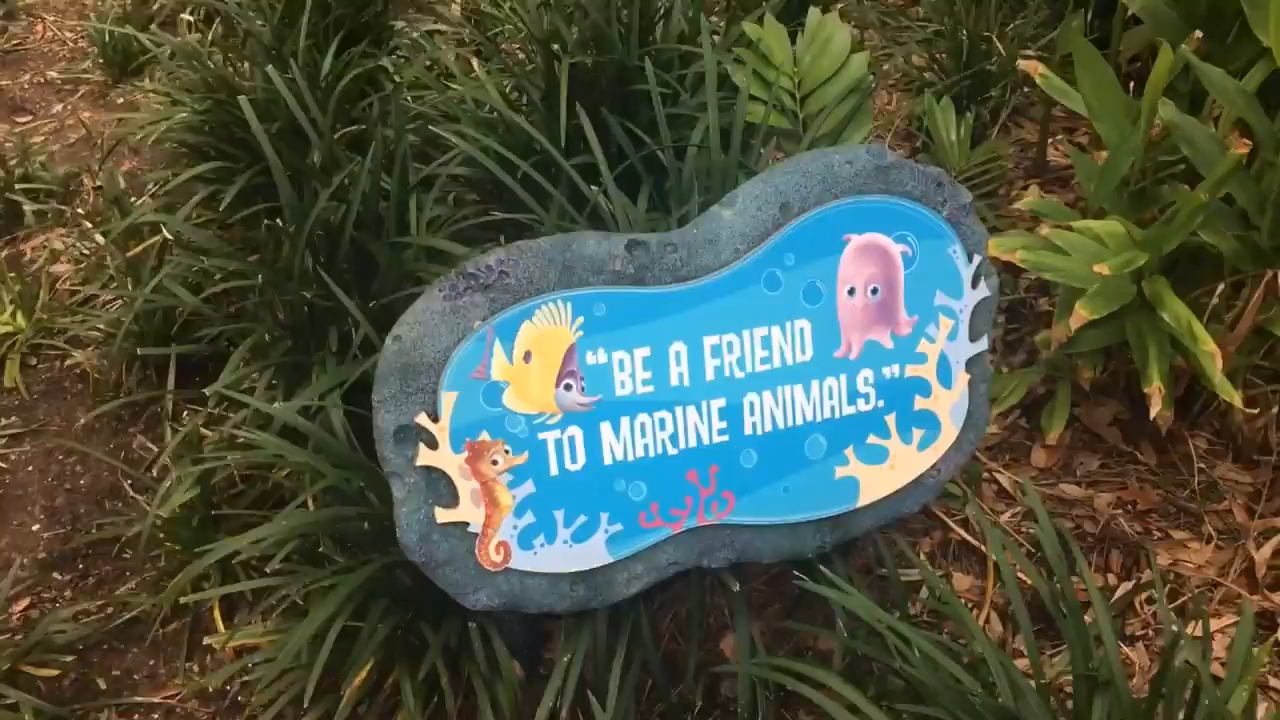 “BE A FRIEND
TO MARINE ANIMALS.”